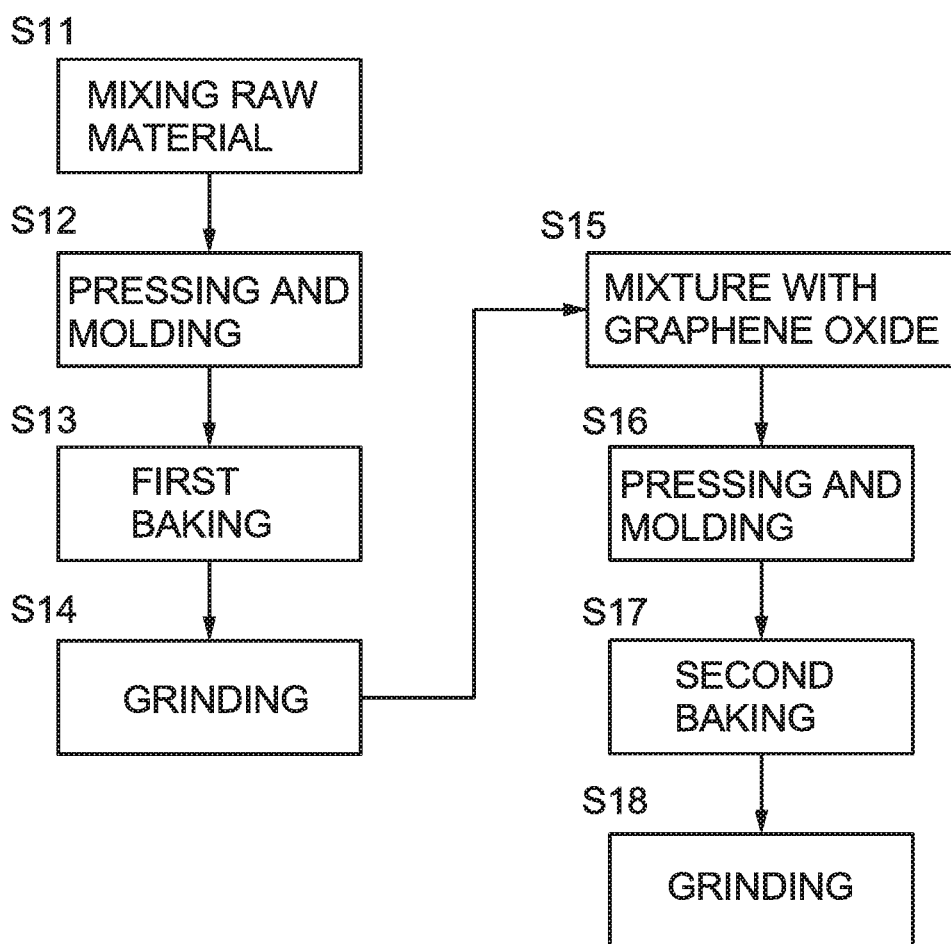 S11
MIXING RAW
MATERIAL
S12
PRESSING AND
MOLDING
S13
FIRST
BAKING
S14
GRINDING
S15
MIXTURE WITH
GRAPHENE OXIDE
S16
PRESSING AND
MOLDING
S17
SECOND
BAKING
S18
GRINDING